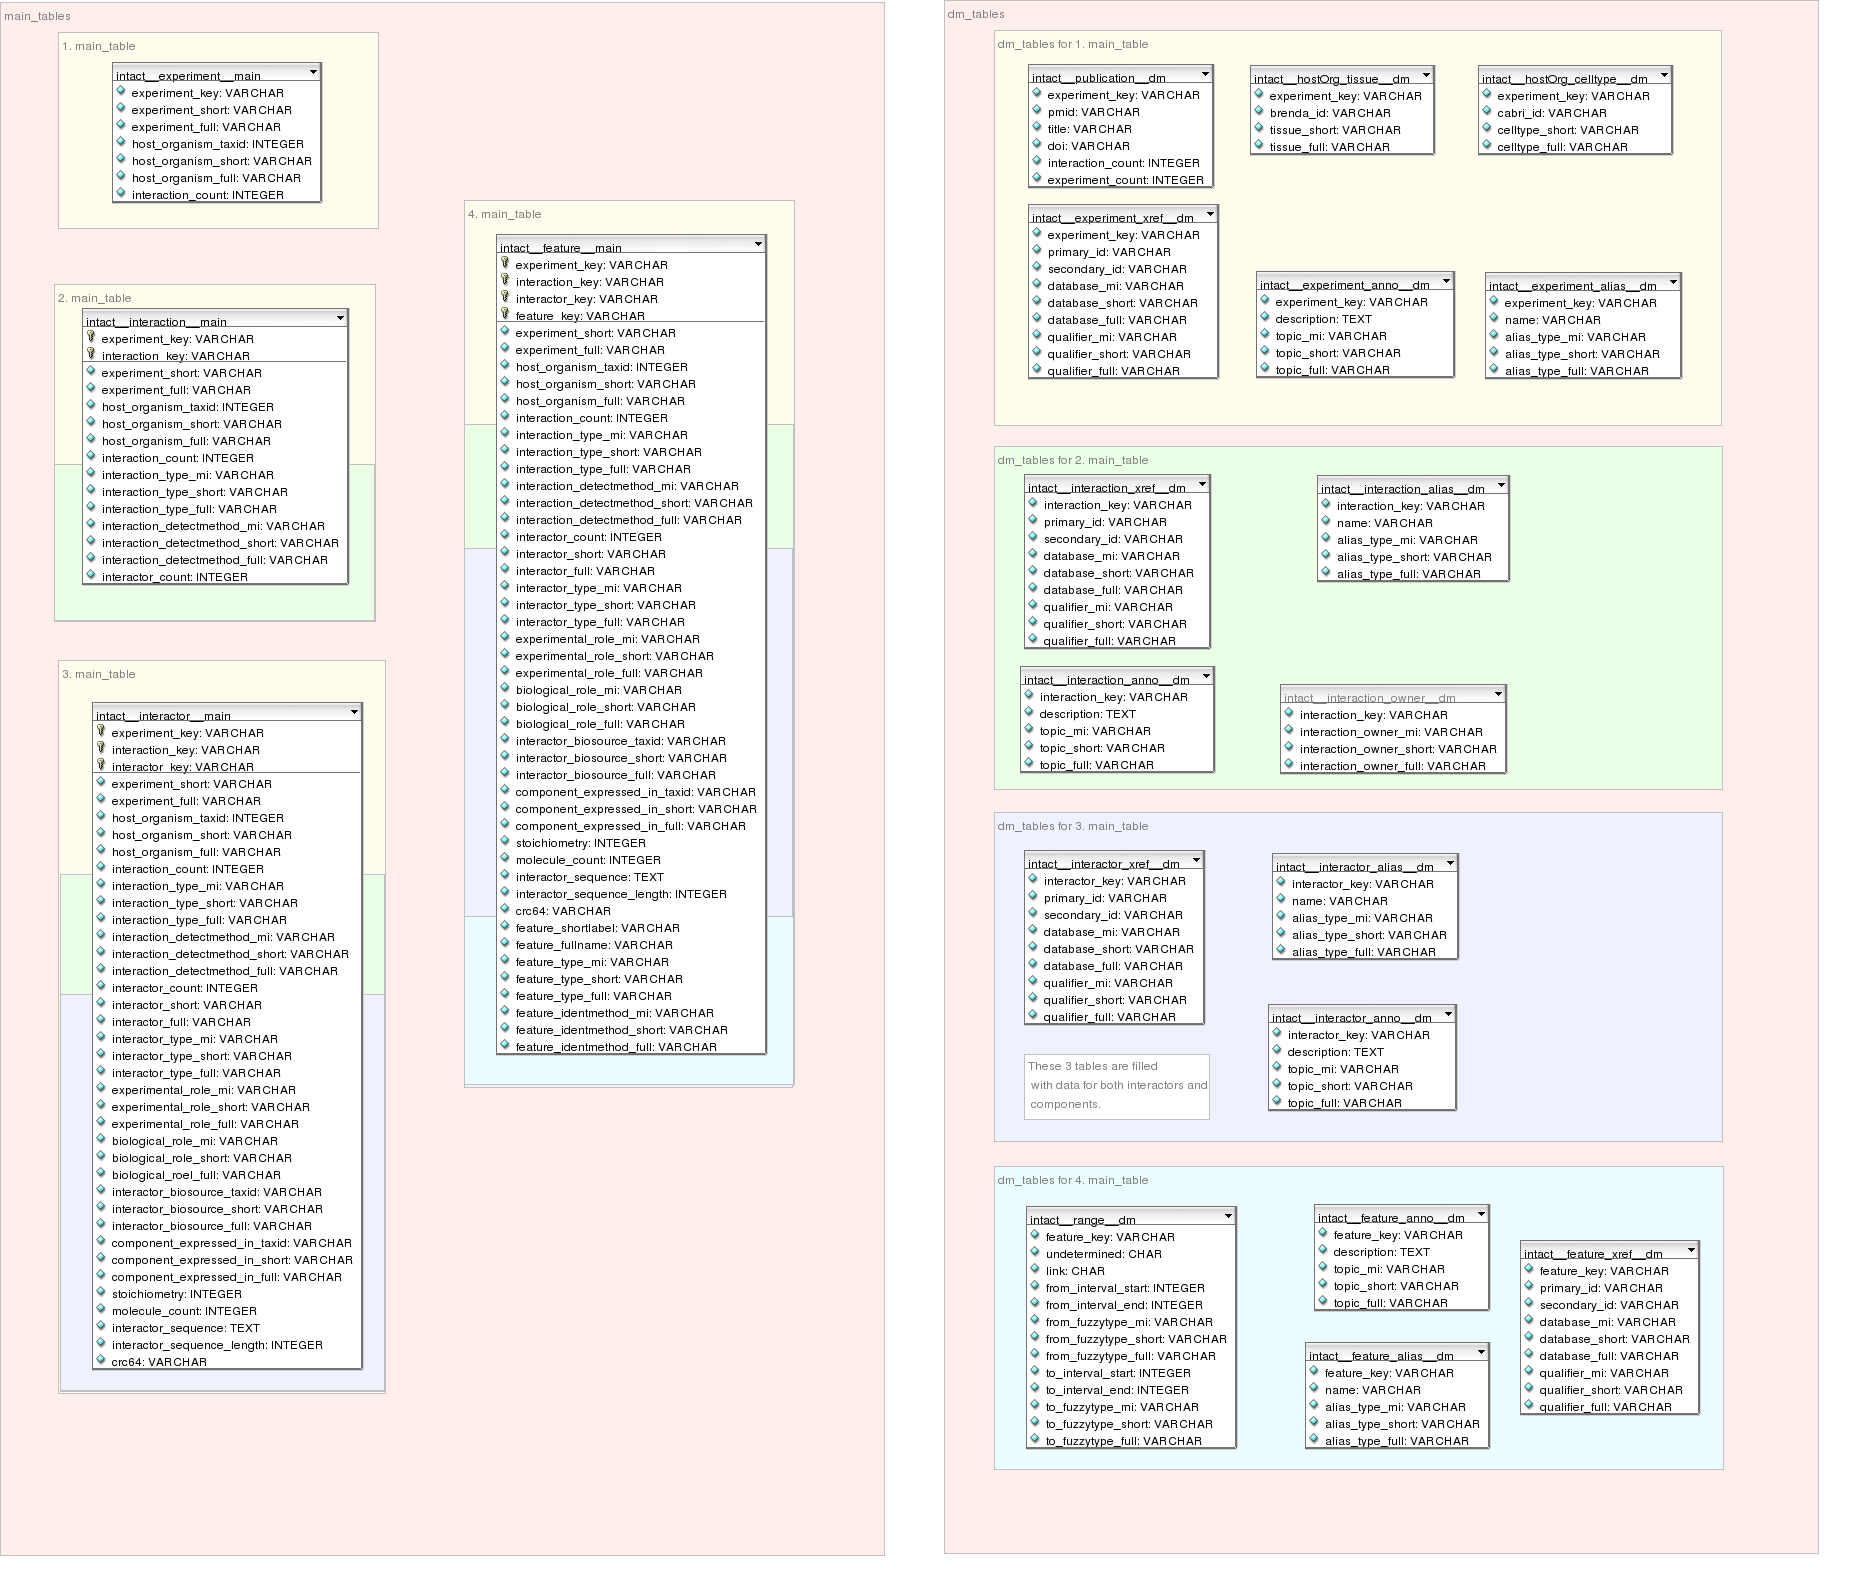 main_tables
1. main_table
intact__experiment__main
experiment_key: VARCHAR
experiment_short: VARCHAR
experiment_full: VARCHAR
host_organism_taxid: INTEGER
host_organism_short: VARCHAR
host_organism_full: VARCHAR
interaction_count: INTEGER
2. main_table
intact__interaction__main
experiment_key: VARCHAR
interaction_key: VARCHAR
experiment_short: VARCHAR
experiment_full: VARCHAR
host_organism_taxid: INTEGER
host_organism_short: VARCHAR
host_organism_full: VARCHAR
interaction_count: INTEGER
interaction_type_mi: VARCHAR
interaction_type_short: VARCHAR
interaction_type_full: VARCHAR
interaction_detectmethod_mi: VARCHAR
interaction_detectmethod_short: VARCHAR
interaction_detectmethod_full: VARCHAR
interactor_count: INTEGER
3. main_table
intact__interactor__main
experiment_key: VARCHAR
interaction_key: VARCHAR
interactor_key: VARCHAR
experiment_short: VARCHAR
experiment_full: VARCHAR
host_organism_taxid: INTEGER
host_organism_short: VARCHAR
host_organism_full: VARCHAR
interaction_count: INTEGER
interaction_type_mi: VARCHAR
interaction_type_short: VARCHAR
interaction_type_full: VARCHAR
interaction_detectmethod_mi: VARCHAR
interaction_detectmethod_short: VARCHAR
interaction_detectmethod_full: VARCHAR
interactor_count: INTEGER
interactor_short: VARCHAR
interactor_full: VARCHAR
interactor_type_mi: VARCHAR
interactor_type_short: VARCHAR
interactor_type_full: VARCHAR
experimental_role_mi: VARCHAR
experimental_role_short: VARCHAR
experimental_role_full: VARCHAR
biological_role_mi: VARCHAR
biological_role_short: VARCHAR
biological_roel_full: VARCHAR
interactor_biosource_taxid: VARCHAR
interactor_biosource_short: VARCHAR
interactor_biosource_full: VARCHAR
component_expressed_in_taxid: VARCHAR
component_expressed_in_short: VARCHAR
component_expressed_in_full: VARCHAR
stoichiometry: INTEGER
molecule_count: INTEGER
interactor_sequence: TEXT
interactor_sequence_length: INTEGER
crc64: VARCHAR
4. main_table
intact__feature__main
experiment_key: VARCHAR
interaction_key: VARCHAR
interactor_key: VARCHAR
feature_key: VARCHAR
experiment_short: VARCHAR
experiment_full: VARCHAR
host_organism_taxid: INTEGER
host_organism_short: VARCHAR
host_organism_full: VARCHAR
interaction_count: INTEGER
interaction_type_mi: VARCHAR
interaction_type_short: VARCHAR
interaction_type_full: VARCHAR
interaction_detectmethod_mi: VARCHAR
interaction_detectmethod_short: VARCHAR
interaction_detectmethod_full: VARCHAR
interactor_count: INTEGER
interactor_short: VARCHAR
interactor_full: VARCHAR
interactor_type_mi: VARCHAR
interactor_type_short: VARCHAR
interactor_type_full: VARCHAR
experimental_role_mi: VARCHAR
experimental_role_short: VARCHAR
experimental_role_full: VARCHAR
biological_role_mi: VARCHAR
biological_role_short: VARCHAR
biological_role_full: VARCHAR
interactor_biosource_taxid: VARCHAR
interactor_biosource_short: VARCHAR
interactor_biosource_full: VARCHAR
component_expressed_in_taxid: VARCHAR
component_expressed_in_short: VARCHAR
component_expressed_in_full: VARCHAR
stoichiometry: INTEGER
molecule_count: INTEGER
interactor_sequence: TEXT
interactor_sequence_length: INTEGER
crc64: VARCHAR
feature_shortlabel: VARCHAR
feature_fullname: VARCHAR
feature_type_mi: VARCHAR
feature_type_short: VARCHAR
feature_type_full: VARCHAR
feature_identmethod_mi: VARCHAR
feature_identmethod_short: VARCHAR
feature_identmethod_full: VARCHAR
dm_tables
dm_tables for 1. main_table
intact__publication__dm
experiment_key: VARCHAR
pmid: VARCHAR
title: VARCHAR
doi: VARCHAR
interaction_count: INTEGER
experiment_count: INTEGER
intact__hostOrg_tissue__dm
experiment_key: VARCHAR
brenda_id: VARCHAR
tissue_short: VARCHAR
tissue_full: VARCHAR
intact__hostOrg_celltype__dm
experiment_key: VARCHAR
cabri_id: VARCHAR
celltype_short: VARCHAR
celltype_full: VARCHAR
intact__experiment_xref__dm
experiment_key: VARCHAR
primary_id: VARCHAR
secondary_id: VARCHAR
database_mi: VARCHAR
database_short: VARCHAR
database_full: VARCHAR
qualifier_mi: VARCHAR
qualifier_short: VARCHAR
qualifier_full: VARCHAR
intact__experiment_anno__dm
experiment_key: VARCHAR
description: TEXT
topic_mi: VARCHAR
topic_short: VARCHAR
topic_full: VARCHAR
intact__experiment_alias__dm
experiment_key: VARCHAR
name: VARCHAR
alias_type_mi: VARCHAR
alias_type_short: VARCHAR
alias_type_full: VARCHAR
dm_tables for 2. main_table
intact__interaction_xref__dm
interaction_key: VARCHAR
primary_id: VARCHAR
secondary_id: VARCHAR
database_mi: VARCHAR
database_short: VARCHAR
database_full: VARCHAR
qualifier_mi: VARCHAR
qualifier_short: VARCHAR
qualifier_full: VARCHAR
intact__interaction_alias__dm
interaction_key: VARCHAR
name: VARCHAR
alias_type_mi: VARCHAR
alias_type_short: VARCHAR
alias_type_full: VARCHAR
intact__interaction_anno__dm
interaction_key: VARCHAR
description: TEXT
topic_mi: VARCHAR
topic_short: VARCHAR
topic_full: VARCHAR
intact__interaction_owner__dm
interaction_key: VARCHAR
interaction_owner_mi: VARCHAR
interaction_owner_short: VARCHAR
interaction_owner_full: VARCHAR
dm_tables for 3. main_table
intact__interactor_xref__dm
interactor_key: VARCHAR
primary_id: VARCHAR
secondary_id: VARCHAR
database_mi: VARCHAR
database_short: VARCHAR
database_full: VARCHAR
qualifier_mi: VARCHAR
qualifier_short: VARCHAR
qualifier_full: VARCHAR
intact__interactor_alias__dm
interactor_key: VARCHAR
name: VARCHAR
alias_type_mi: VARCHAR
alias_type_short: VARCHAR
alias_type_full: VARCHAR
intact__interactor_anno__dm
interactor_key: VARCHAR
description: TEXT
topic_mi: VARCHAR
topic_short: VARCHAR
topic_full: VARCHAR
These 3 tables are filled
with data for both interactors and
components.
dm_tables for 4. main_table
intact__range__dm
feature_key: VARCHAR
undetermined: CHAR
link: CHAR
from_interval_start: INTEGER
from_interval_end: INTEGER
from_fuzzytype_mi: VARCHAR
from_fuzzytype_short: VARCHAR
from_fuzzytype_full: VARCHAR
to_interval_start: INTEGER
to_interval_end: INTEGER
to_fuzzytype_mi: VARCHAR
to_fuzzytype_short: VARCHAR
to_fuzzytype_full: VARCHAR
intact__feature_anno__dm
feature_key: VARCHAR
description: TEXT
topic_mi: VARCHAR
topic_short: VARCHAR
topic_full: VARCHAR
intact__feature_alias__dm
feature_key: VARCHAR
name: VARCHAR
alias_type_mi: VARCHAR
alias_type_short: VARCHAR
alias_type_full: VARCHAR
intact__feature_xref__dm
feature_key: VARCHAR
primary_id: VARCHAR
secondary_id: VARCHAR
database_mi: VARCHAR
database_short: VARCHAR
database_full: VARCHAR
qualifier_mi: VARCHAR
qualifier_short: VARCHAR
qualifier_full: VARCHAR